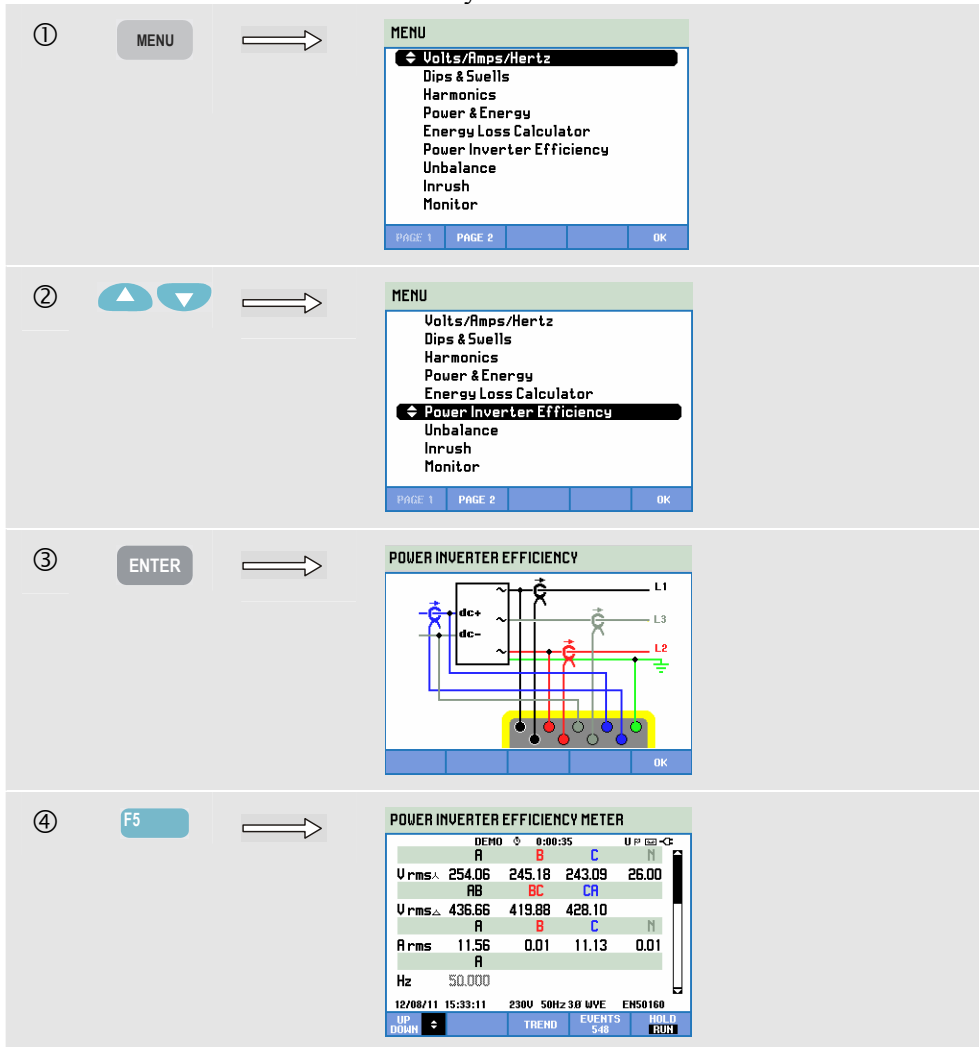 ①
MENU
MENU
Volts/Amps/Hertz
Dips & Swells
Harmonics
Power & Energy
Energy Loss Calculator
Power Inverter Efficiency
Unbalance
Inrush
Monitor
PAGE 1 PAGE 2 OK
②
MENU
Volts/Amps/Hertz
Dips & Swells
Harmonics
Power & Energy
Energy Loss Calculator
Power Inverter Efficiency
Unbalance
Inrush
Monitor
PAGE 1 PAGE 2 OK
③
ENTER
POWER INVERTER EFFICIENCY
L1
dc+
L3
dc-
L2
OK
④
F5
POWER INVERTER EFFICIENCY METER
DEMO 0:00:35 U
A B C N
V rms 254.06 245.18 243.09 26.00
AB BC CA
V rms 436.66 419.88 428.10
A B C N
A rms 11.56 0.01 11.13 0.01
A
Hz 50.000
12/08/11 15:33:11 230V 50Hz 3.0' WYE EN50160
UP
DOWN TREND EVENTS HOLD
548 RUN